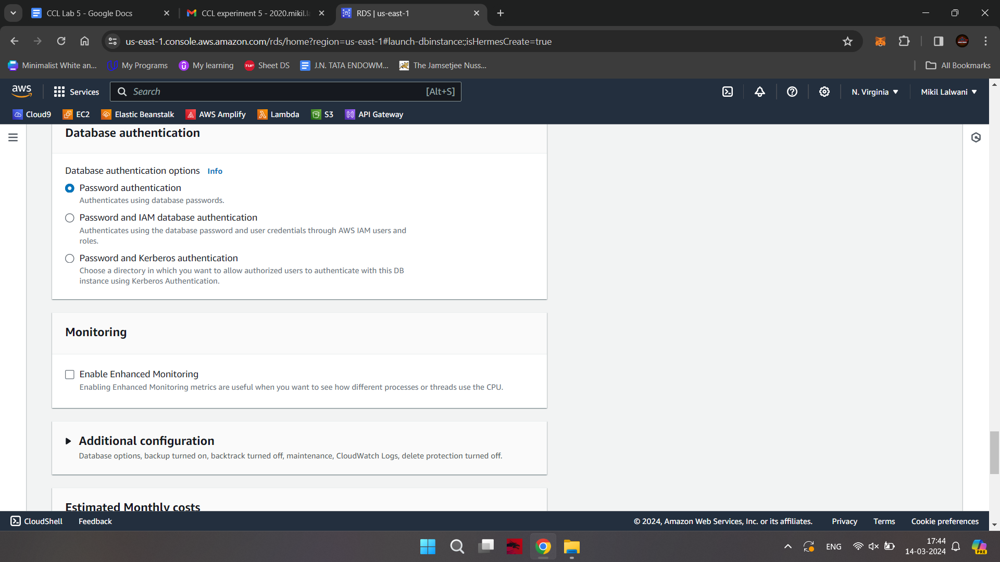 CCL Lab 5 - Google Docs
CCL experiment 5 - 2020.mikil.la
RDS | us-east-1
us-east-1.console.aws.amazon.com/rds/home?region=us-east-1#launch-dbinstance:;isHermesCreate=true
Minimalist White an...
My Programs
My learning
TUF
Sheet DS
J.N. TATA ENDOWM...
The Jamsetjee Nuss...
All Bookmarks
aws
Services
Search
[Alt+S]
N. Virginia
Mikil Lalwani
Cloud9
EC2
Elastic Beanstalk
AWS Amplify
Lambda
S3
API Gateway
Database authentication
Database authentication options Info
Password authentication
Authenticates using database passwords.
Password and IAM database authentication
Authenticates using the database password and user credentials through AWS IAM users and
roles.
Password and Kerberos authentication
Choose a directory in which you want to allow authorized users to authenticate with this DB
instance using Kerberos Authentication.
Monitoring
Enable Enhanced Monitoring
Enabling Enhanced Monitoring metrics are useful when you want to see how different processes or threads use the CPU.
Additional configuration
Database options, backup turned on, backtrack turned off, maintenance, CloudWatch Logs, delete protection turned off.
Estimated Monthly costs
CloudShell
Feedback
© 2024, Amazon Web Services, Inc. or its affiliates.
Privacy
Terms
Cookie preferences
ENG
17:44
14-03-2024
PRE